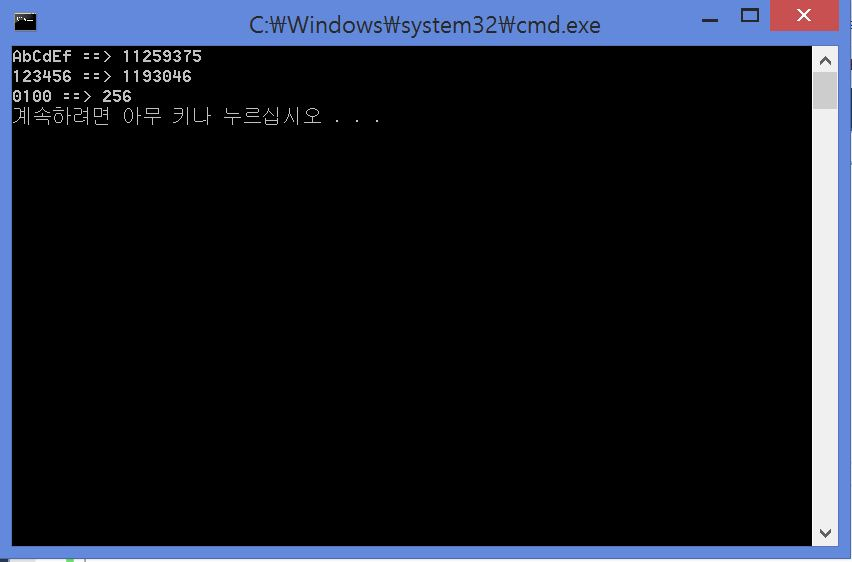 C:₩Windows₩system32₩cmd.exe
AbCdEf ==> 11259375
123456 ==> 1193046
0100 ==> 256
계속하려면 아무 키나 누르십시오 . . .